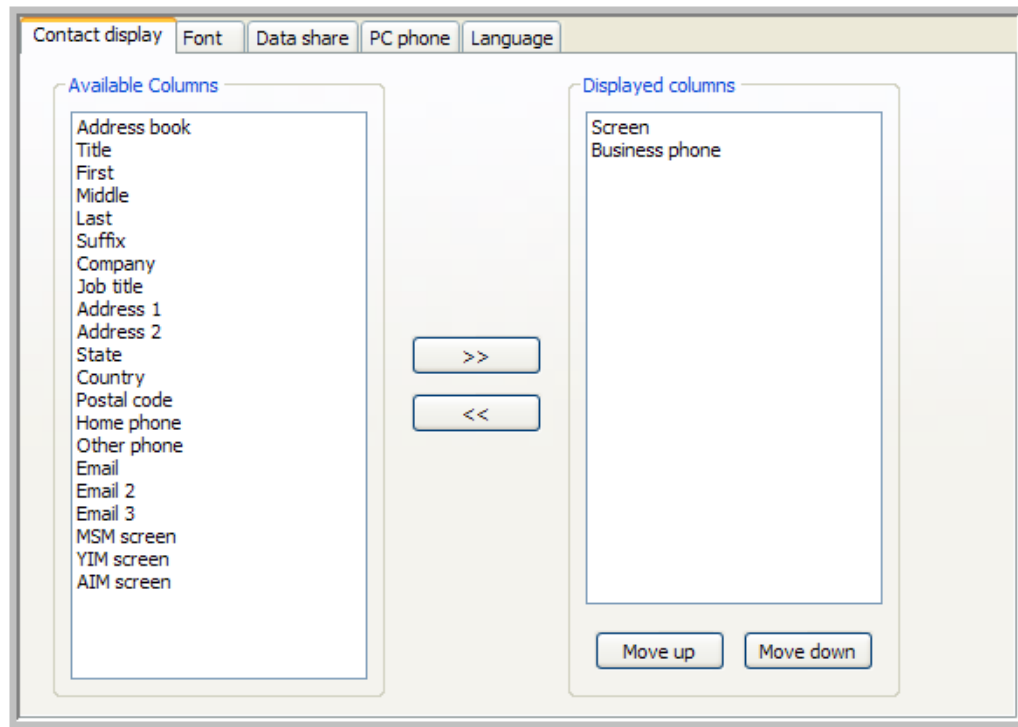 Contact display Font Data share PC phone Language
Available Columns
Address book
Title
First
Middle
Last
Suffix
Company
Job title
Address 1
Address 2
State
Country
Postal code
Home phone
Other phone
Email
Email 2
Email 3
MSM screen
YIM screen
AIM screen
>>
<<
Displayed columns
Screen
Business phone
Move up Move down